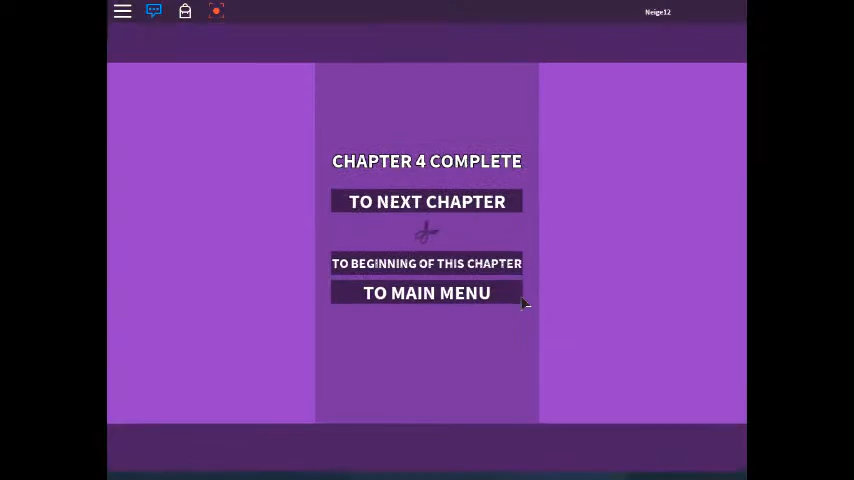 Neige12
CHAPTER 4 COMPLETE
TO NEXT CHAPTER
TO BEGINNING OF THIS CHAPTER
TO MAIN MENU